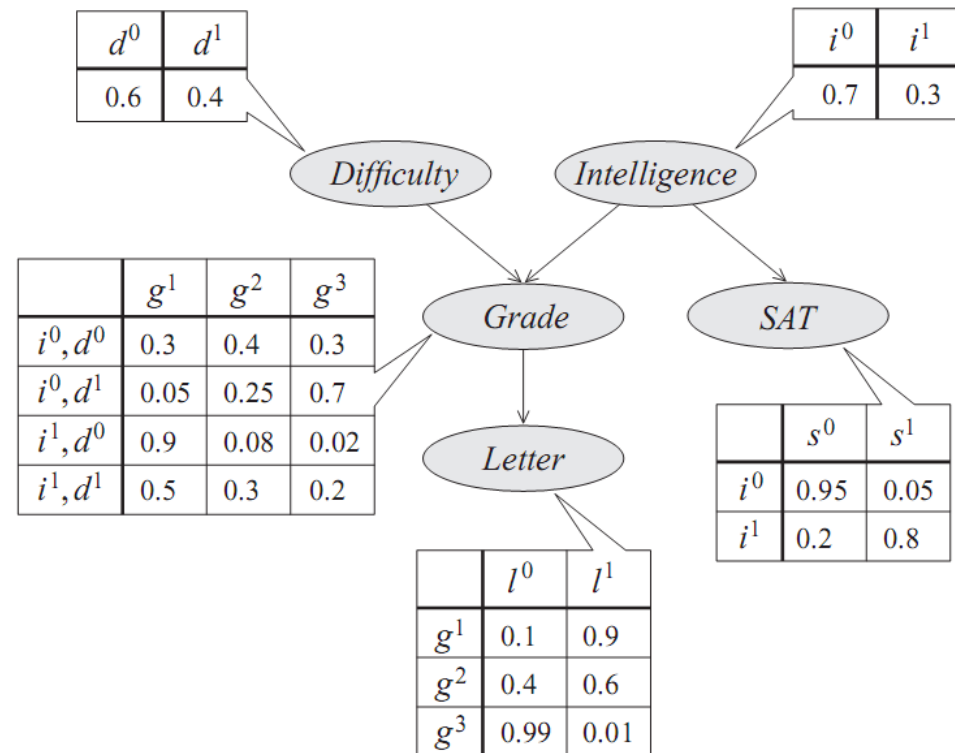 d⁰ d¹
0.6 0.4
i⁰ i¹
0.7 0.3
Difficulty
Intelligence
g¹ g² g³
i⁰,d⁰ 0.3 0.4 0.3
i⁰,d¹ 0.05 0.25 0.7
i¹,d⁰ 0.9 0.08 0.02
i¹,d¹ 0.5 0.3 0.2
Grade
SAT
Letter
s⁰ s¹
i⁰ 0.95 0.05
i¹ 0.2 0.8
l⁰ l¹
g¹ 0.1 0.9
g² 0.4 0.6
g³ 0.99 0.01